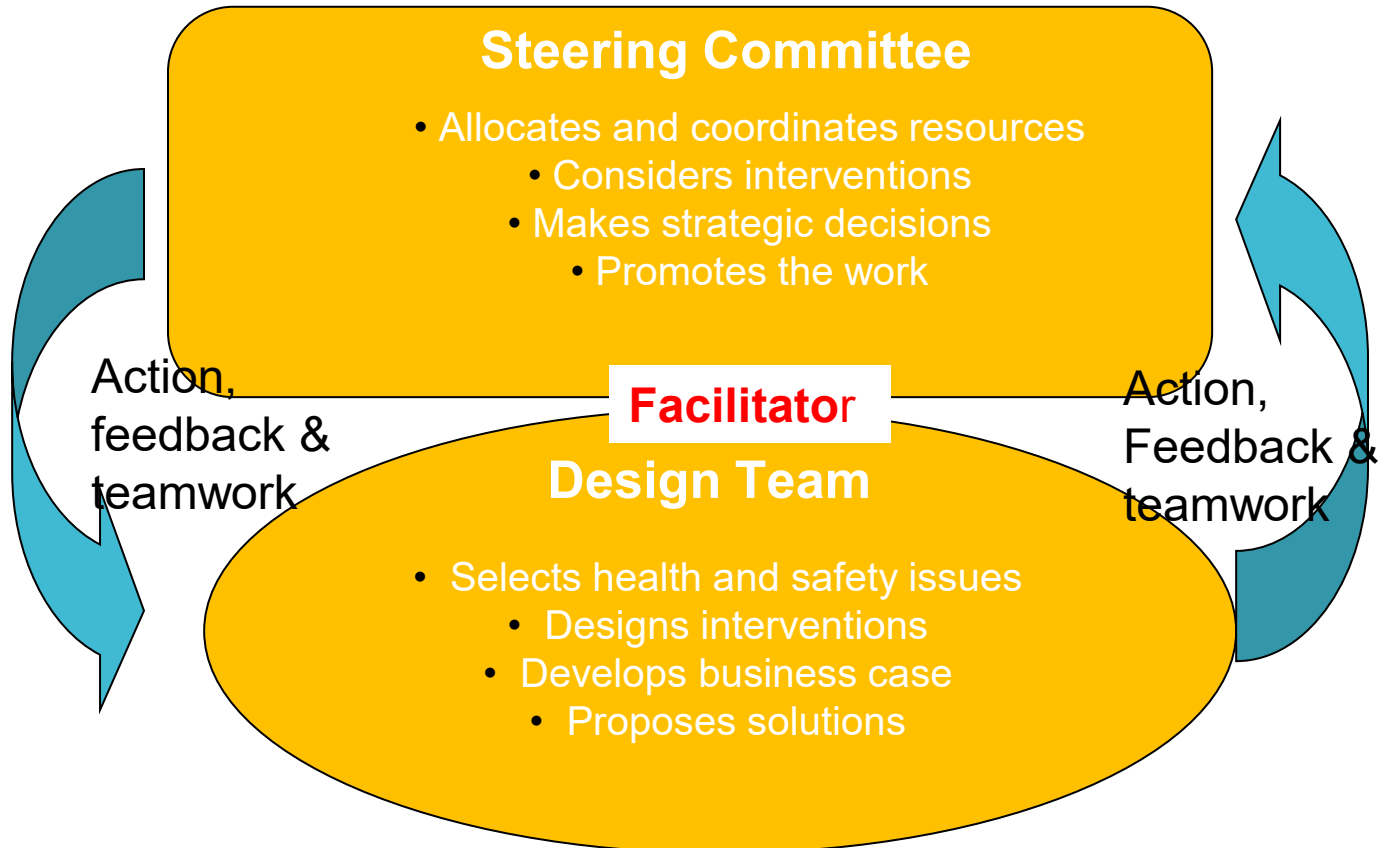 Steering Committee
• Allocates and coordinates resources
• Considers interventions
• Makes strategic decisions
• Promotes the work
Action,
feedback &
teamwork
Facilitator
Action,
Feedback &
teamwork
Design Team
• Selects health and safety issues
• Designs interventions
• Develops business case
• Proposes solutions